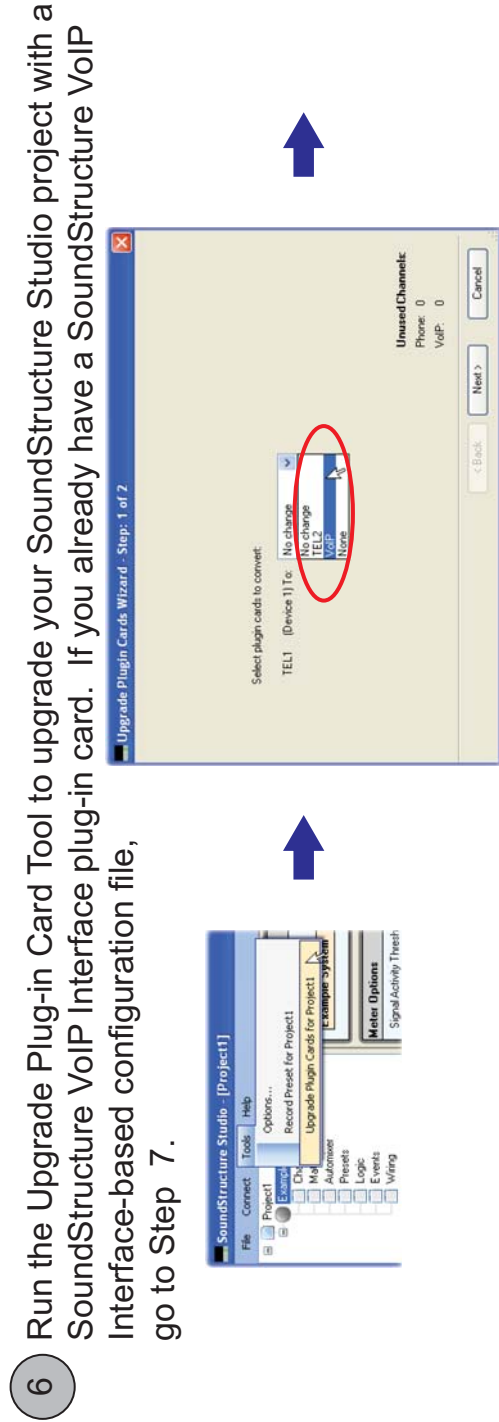 6
Run the Upgrade Plug-in Card Tool to upgrade your SoundStructure Studio project with a
SoundStructure VoIP Interface plug-in card.  If you already have a SoundStructure VoIP
Interface-based configuration file,
go to Step  7.
SoundStructure Studio - [Project1]
File Connect Tools Help
Options...
Record Preset for Project1
Upgrade Plugin Cards for Project1
Project1
Example
Cha
Mat
Automixer
Presets
Logic
Events
Wiring
Example System
Meter Options
Signal Activity Thresh
Upgrade Plugin Cards Wizard - Step: 1 of 2
Select plugin cards to convert:
TEL1 (Device 1) To: No change
No change
TEL2
VoIP
None
Unused Channels:
Phone: 0
VoIP: 0
< Back Next > Cancel